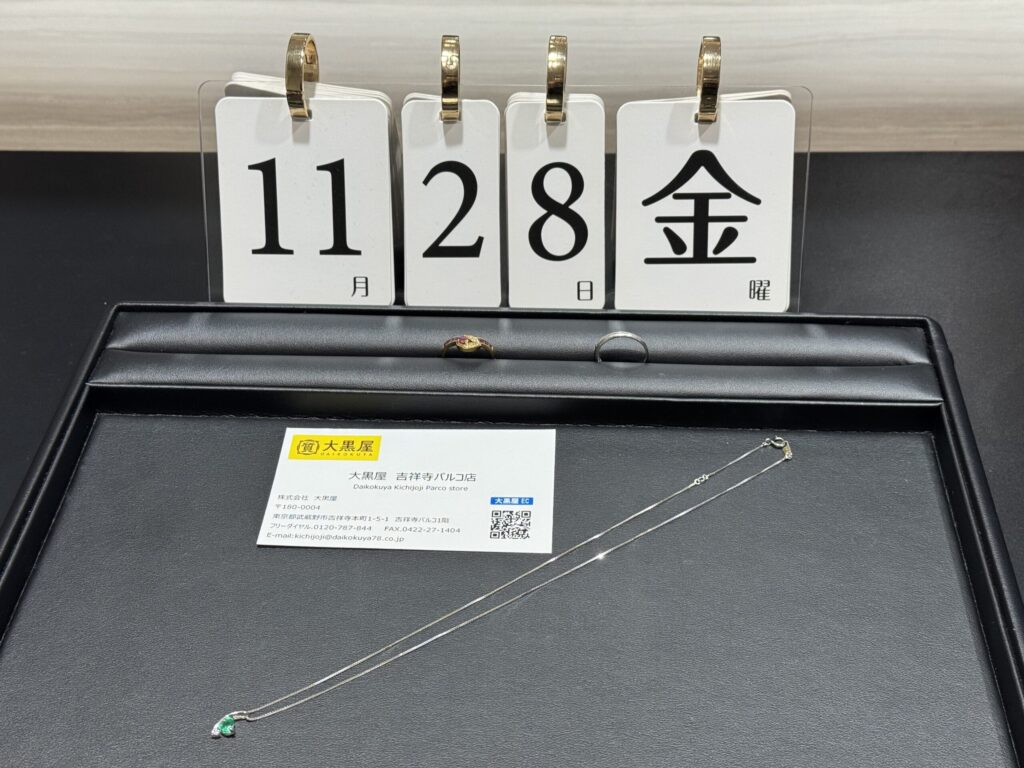 11月 28日 金曜
質 大黒屋
DAIKOKUYA
大黒屋 吉祥寺パルコ店
Daikokuya Kichijoji Parco store
株式会社 大黒屋
〒180-0004
東京都武蔵野市吉祥寺本町1-5-1 吉祥寺パルコ1階
フリーダイヤル.0120-787-844 FAX.0422-27-1404
E-mail:kichijoji@daikokuya78.co.jp
大黒屋 EC